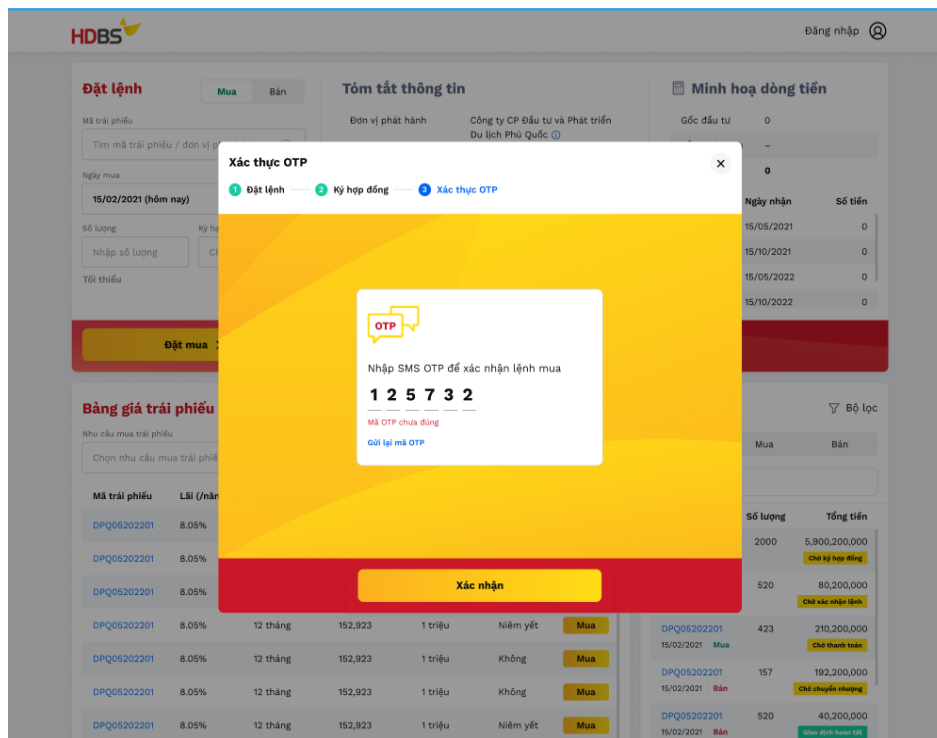 HDBS
Đăng nhập
Đặt lệnh
Mua
Bán
Tóm tắt thông tin
Minh hoạ dòng tiền
Mã trái phiếu
Đơn vị phát hành
Công ty CP Đầu tư và Phát triển
Du lịch Phú Quốc
Gốc đầu tư
0
Tìm mã trái phiếu / đơn vị
–
Ngày mua
0
15/02/2021 (hôm nay)
Ngày nhận
Số tiền
Số lượng
15/05/2021
0
Nhập số lượng
15/10/2021
0
Tối thiểu
15/05/2022
0
15/10/2022
0
Đặt mua
Xác thực OTP
1 Đặt lệnh
2 Ký hợp đồng
3 Xác thực OTP
OTP
Nhập SMS OTP để xác nhận lệnh mua
1 2 5 7 3 2
Mã OTP chưa đúng
Gửi lại mã OTP
Xác nhận
Bảng giá trái phiếu
Bộ lọc
Nhu cầu mua trái phiếu
Mua
Bán
Chọn nhu cầu mua trái
Mã trái phiếu
Lãi
Số lượng
Tổng tiền
DPQ05202201
8.05%
2000
5,900,200,000
Chờ ký hợp đồng
DPQ05202201
8.05%
DPQ05202201
8.05%
520
80,200,000
Chờ xác nhận lệnh
DPQ05202201
8.05%
12 tháng
152,923
1 triệu
Niêm yết
Mua
DPQ05202201
423
210,200,000
15/02/2021
Mua
Chờ thanh toán
DPQ05202201
8.05%
12 tháng
152,923
1 triệu
Không
Mua
DPQ05202201
157
192,200,000
15/02/2021
Bán
Chờ chuyển nhượng
DPQ05202201
8.05%
12 tháng
152,923
1 triệu
Không
Mua
DPQ05202201
520
40,200,000
15/02/2021
Bán
Giao dịch hoàn tất
DPQ05202201
8.05%
12 tháng
152,923
1 triệu
Niêm yết
Mua